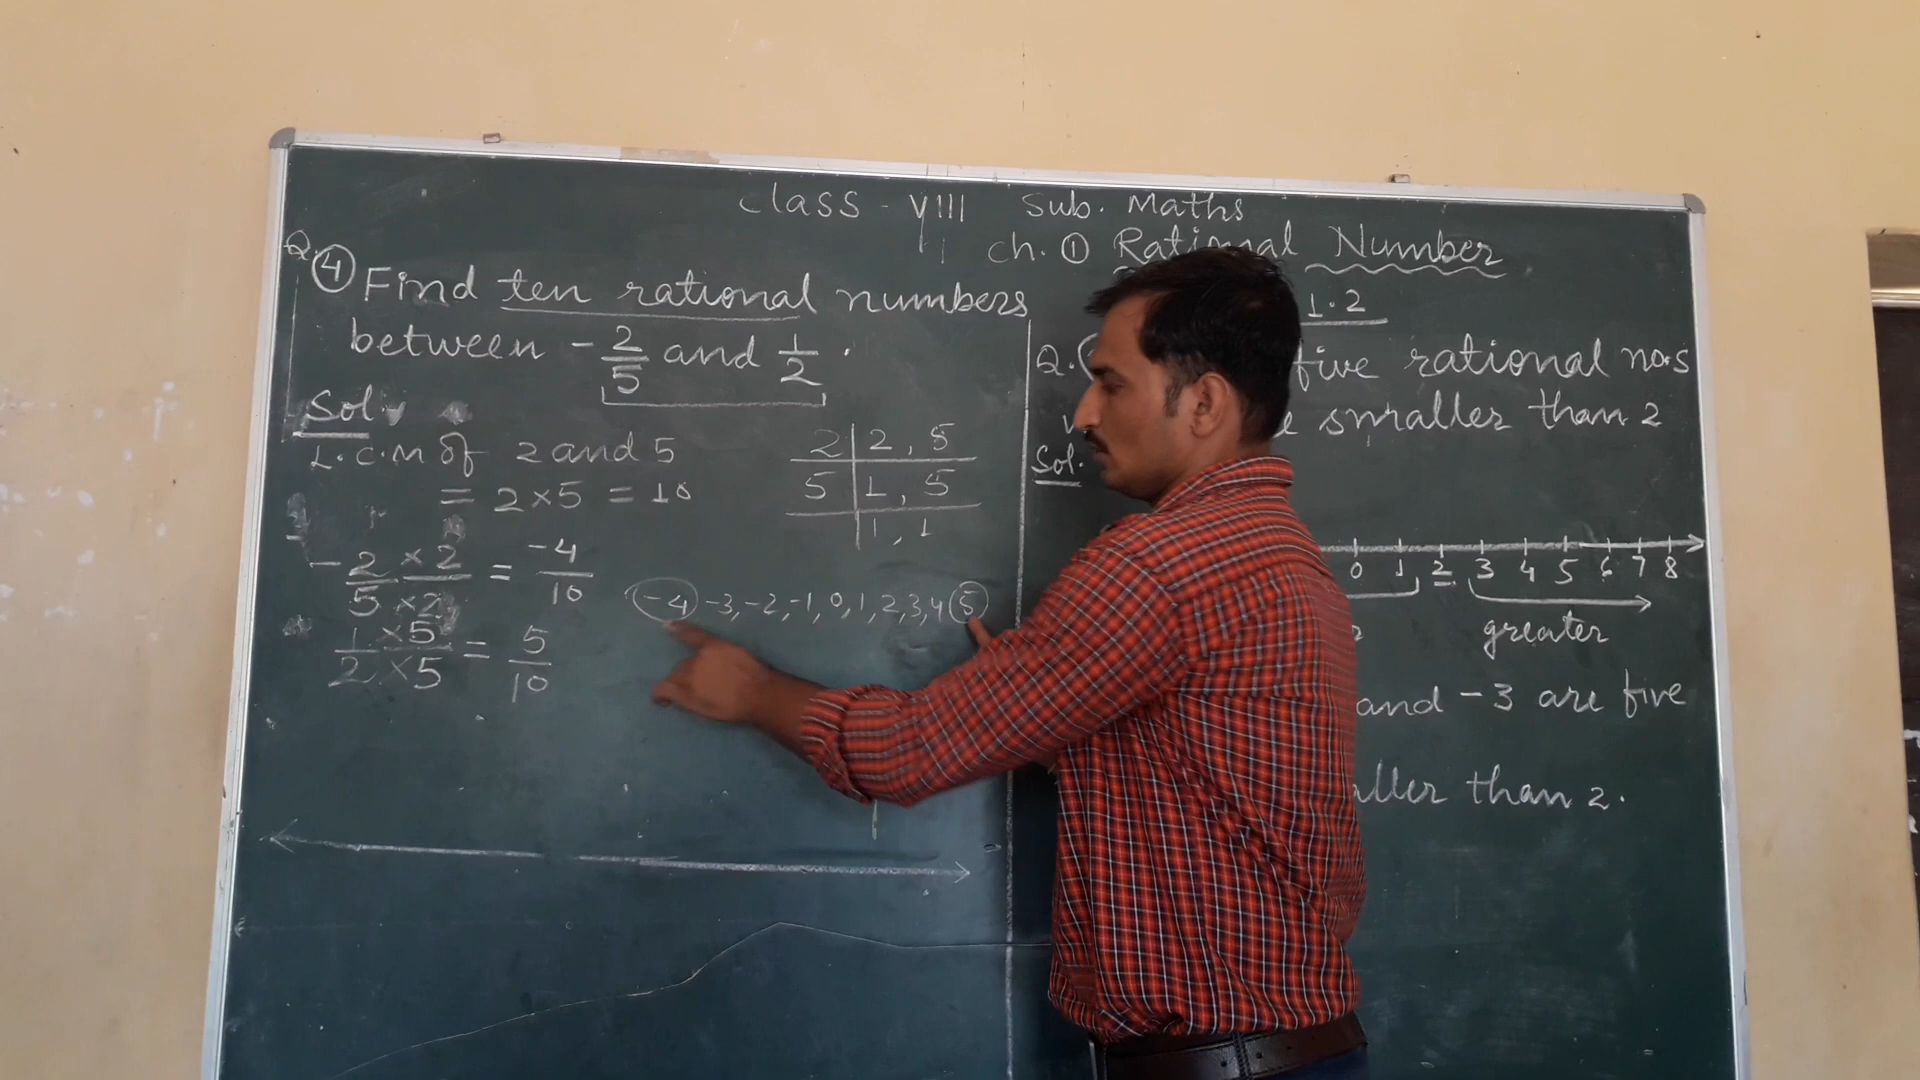 Class - VIII Sub. Maths
Ch. ① Rational Number
1.2
Q. ④ Find ten rational numbers
between - 2/5 and 1/2 .
Sol.
L.C.M of 2 and 5
= 2×5 = 10
2 | 2, 5
5 | 1, 5
1, 1
- 2/5 ×2/×2 = -4/10
1/2 ×5/×5 = 5/10
-4 -3, -2, -1, 0, 1, 2, 3, 4 5
Q. five rational no.s
smaller than 2
Sol.
0 1 2 3 4 5 6 7 8
greater
and -3 are five
than 2.